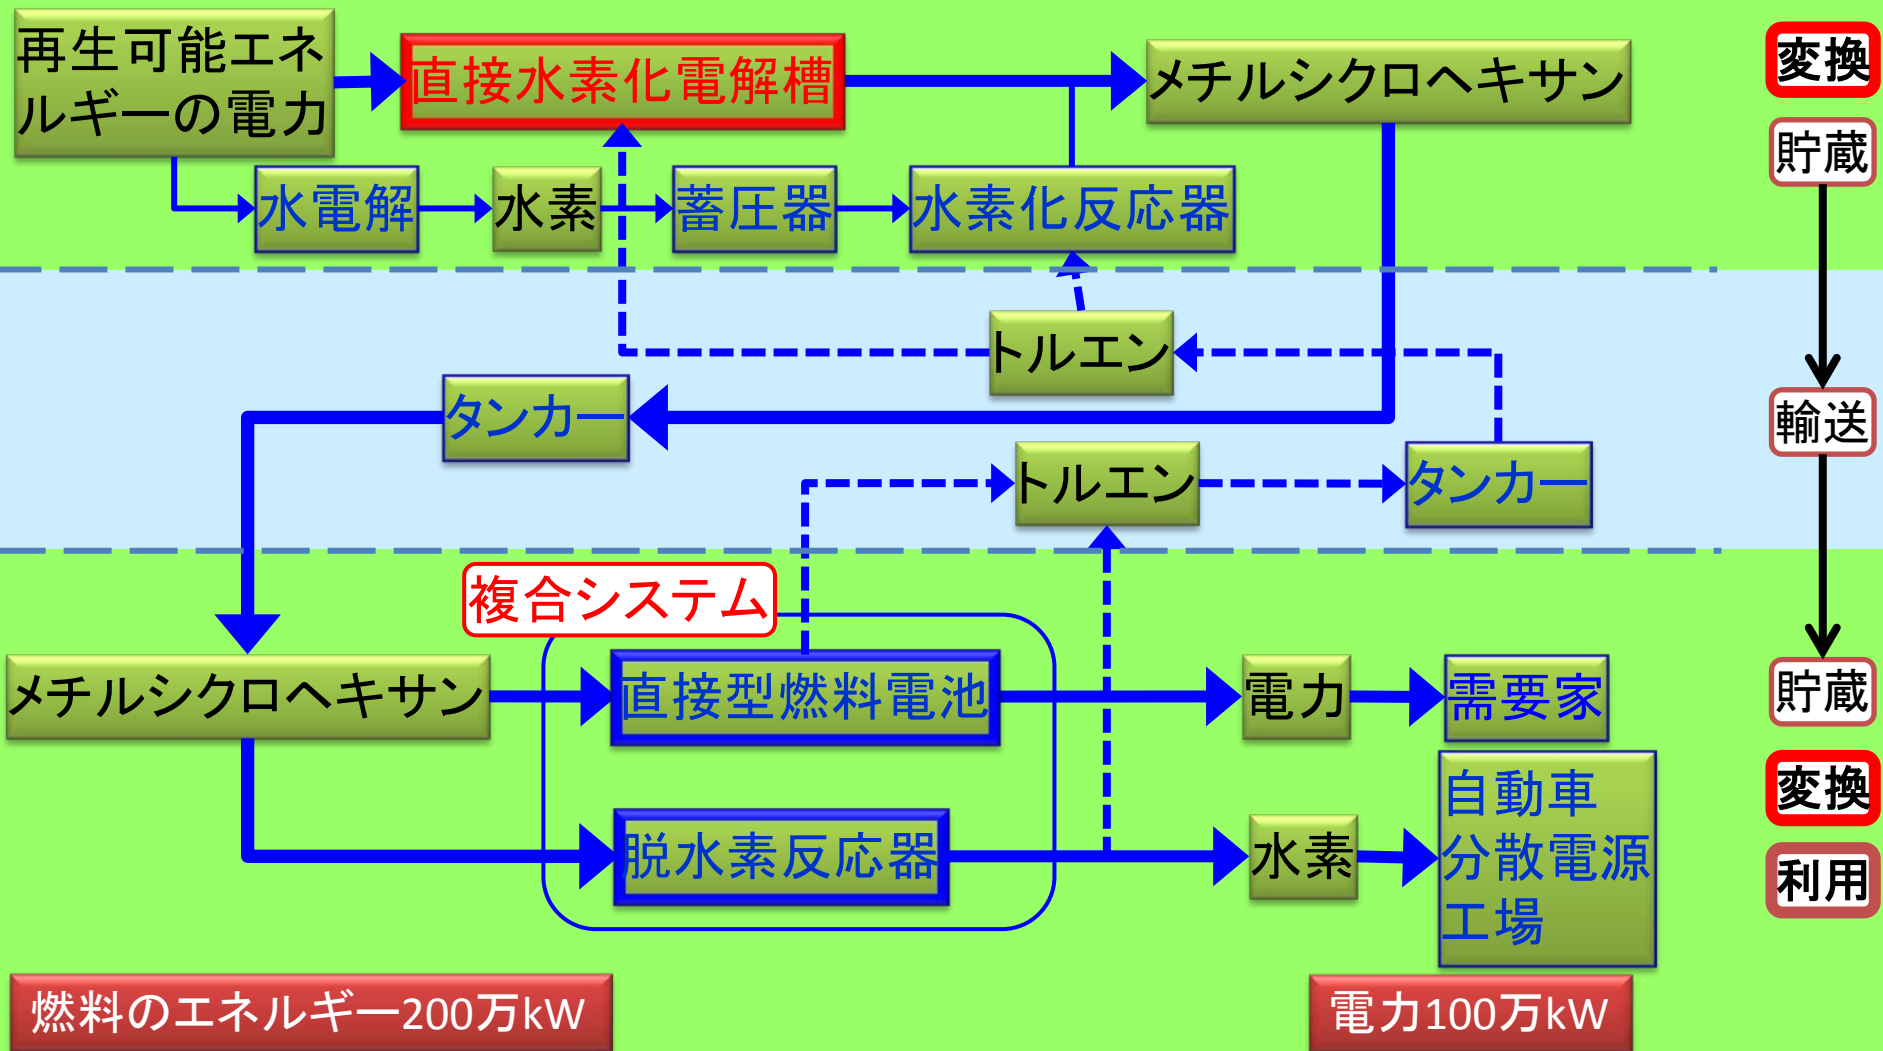 再生可能エネ
ルギーの電力
直接水素化電解槽
メチルシクロヘキサン
変換
貯蔵
水電解
水素
蓄圧器
水素化反応器
トルエン
タンカー
輸送
トルエン
タンカー
複合システム
メチルシクロヘキサン
直接型燃料電池
電力
需要家
貯蔵
脱水素反応器
水素
自動車
分散電源
工場
変換
利用
燃料のエネルギー200万kW
電力100万kW